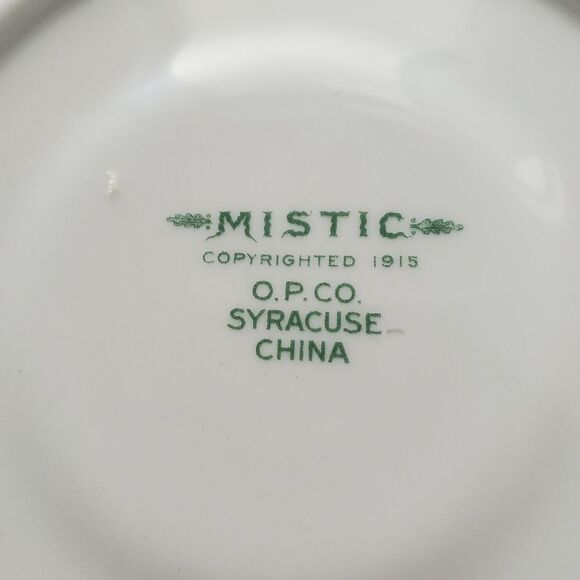 MISTIC
COPYRIGHTED 1915
O.P.CO.
SYRACUSE
CHINA